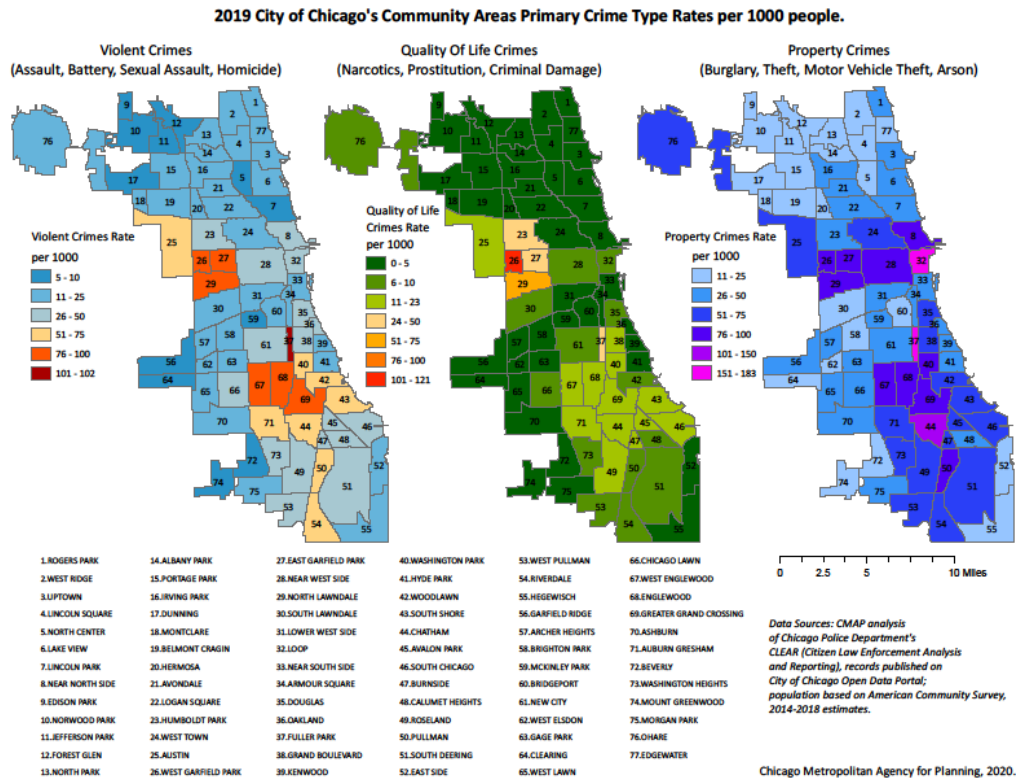 2019 City of Chicago's Community Areas Primary Crime Type Rates per 1000 people.
Violent Crimes
(Assault, Battery, Sexual Assault, Homicide)
Quality Of Life Crimes
(Narcotics, Prostitution, Criminal Damage)
Property Crimes
(Burglary, Theft, Motor Vehicle Theft, Arson)
Violent Crimes Rate
per 1000
5 - 10
11 - 25
26 - 50
51 - 75
76 - 100
101 - 102
Quality of Life
Crimes Rate
per 1000
0 - 5
6 - 10
11 - 23
24 - 50
51 - 75
76 - 100
101 - 121
Property Crimes Rate
per 1000
11 - 25
26 - 50
51 - 75
76 - 100
101 - 150
151 - 183
0 2.5 5 10 Miles
1.ROGERS PARK
2.WEST RIDGE
3.UPTOWN
4.LINCOLN SQUARE
5.NORTH CENTER
6.LAKE VIEW
7.LINCOLN PARK
8.NEAR NORTH SIDE
9.EDISON PARK
10.NORWOOD PARK
11.JEFFERSON PARK
12.FOREST GLEN
13.NORTH PARK
14.ALBANY PARK
15.PORTAGE PARK
16.IRVING PARK
17.DUNNING
18.MONTCLARE
19.BELMONT CRAGIN
20.HERMOSA
21.AVONDALE
22.LOGAN SQUARE
23.HUMBOLDT PARK
24.WEST TOWN
25.AUSTIN
26.WEST GARFIELD PARK
27.EAST GARFIELD PARK
28.NEAR WEST SIDE
29.NORTH LAWNDALE
30.SOUTH LAWNDALE
31.LOWER WEST SIDE
32.LOOP
33.NEAR SOUTH SIDE
34.ARMOUR SQUARE
35.DOUGLAS
36.OAKLAND
37.FULLER PARK
38.GRAND BOULEVARD
39.KENWOOD
40.WASHINGTON PARK
41.HYDE PARK
42.WOODLAWN
43.SOUTH SHORE
44.CHATHAM
45.AVALON PARK
46.SOUTH CHICAGO
47.BURNSIDE
48.CALUMET HEIGHTS
49.ROSELAND
50.PULLMAN
51.SOUTH DEERING
52.EAST SIDE
53.WEST PULLMAN
54.RIVERDALE
55.HEGEWISCH
56.GARFIELD RIDGE
57.ARCHER HEIGHTS
58.BRIGHTON PARK
59.MCKINLEY PARK
60.BRIDGEPORT
61.NEW CITY
62.WEST ELSDON
63.GAGE PARK
64.CLEARING
65.WEST LAWN
66.CHICAGO LAWN
67.WEST ENGLEWOOD
68.ENGLEWOOD
69.GREATER GRAND CROSSING
70.ASHBURN
71.AUBURN GRESHAM
72.BEVERLY
73.WASHINGTON HEIGHTS
74.MOUNT GREENWOOD
75.MORGAN PARK
76.OHARE
77.EDGEWATER
Data Sources: CMAP analysis
of Chicago Police Department's
CLEAR (Citizen Law Enforcement Analysis
and Reporting), records published on
City of Chicago Open Data Portal;
population based on American Community Survey,
2014-2018 estimates.
Chicago Metropolitan Agency for Planning, 2020.